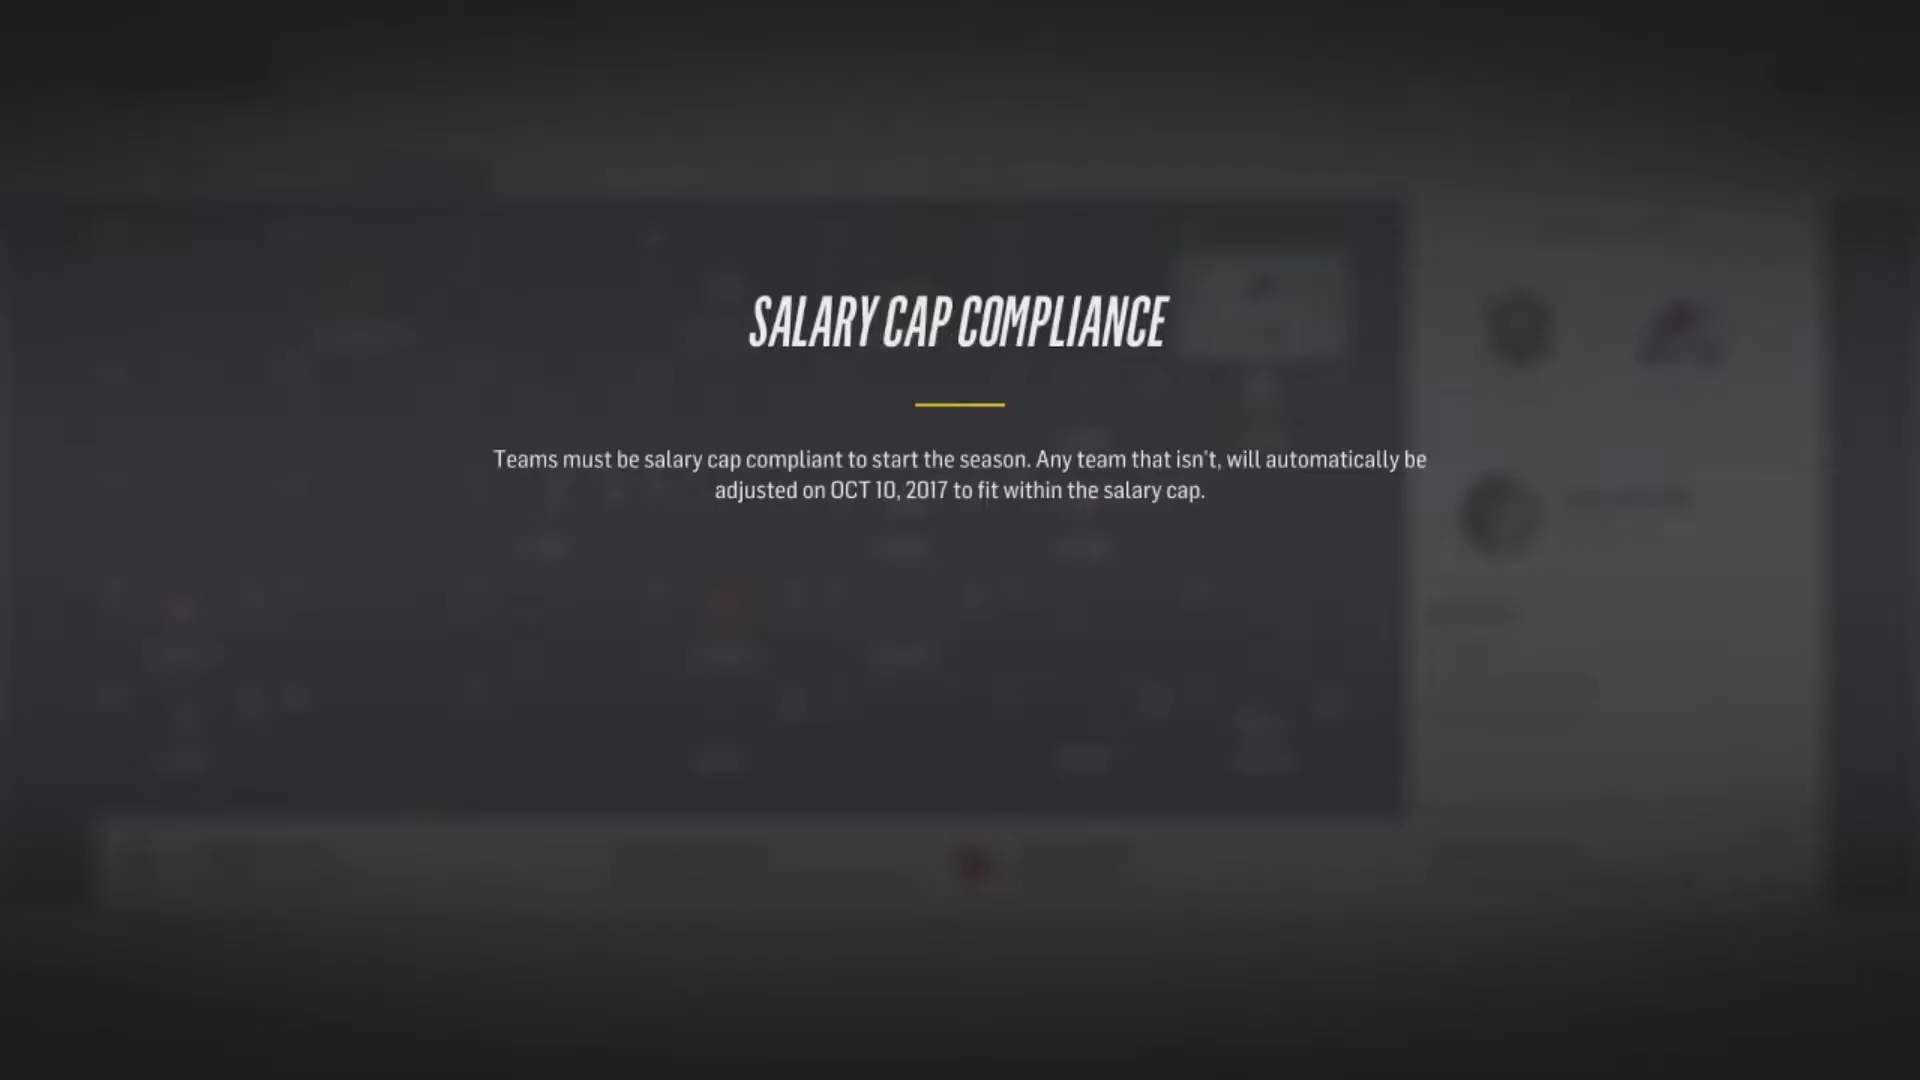 SALARY CAP COMPLIANCE
Teams must be salary cap compliant to start the season. Any team that isn't, will automatically be
adjusted on OCT 10, 2017 to fit within the salary cap.